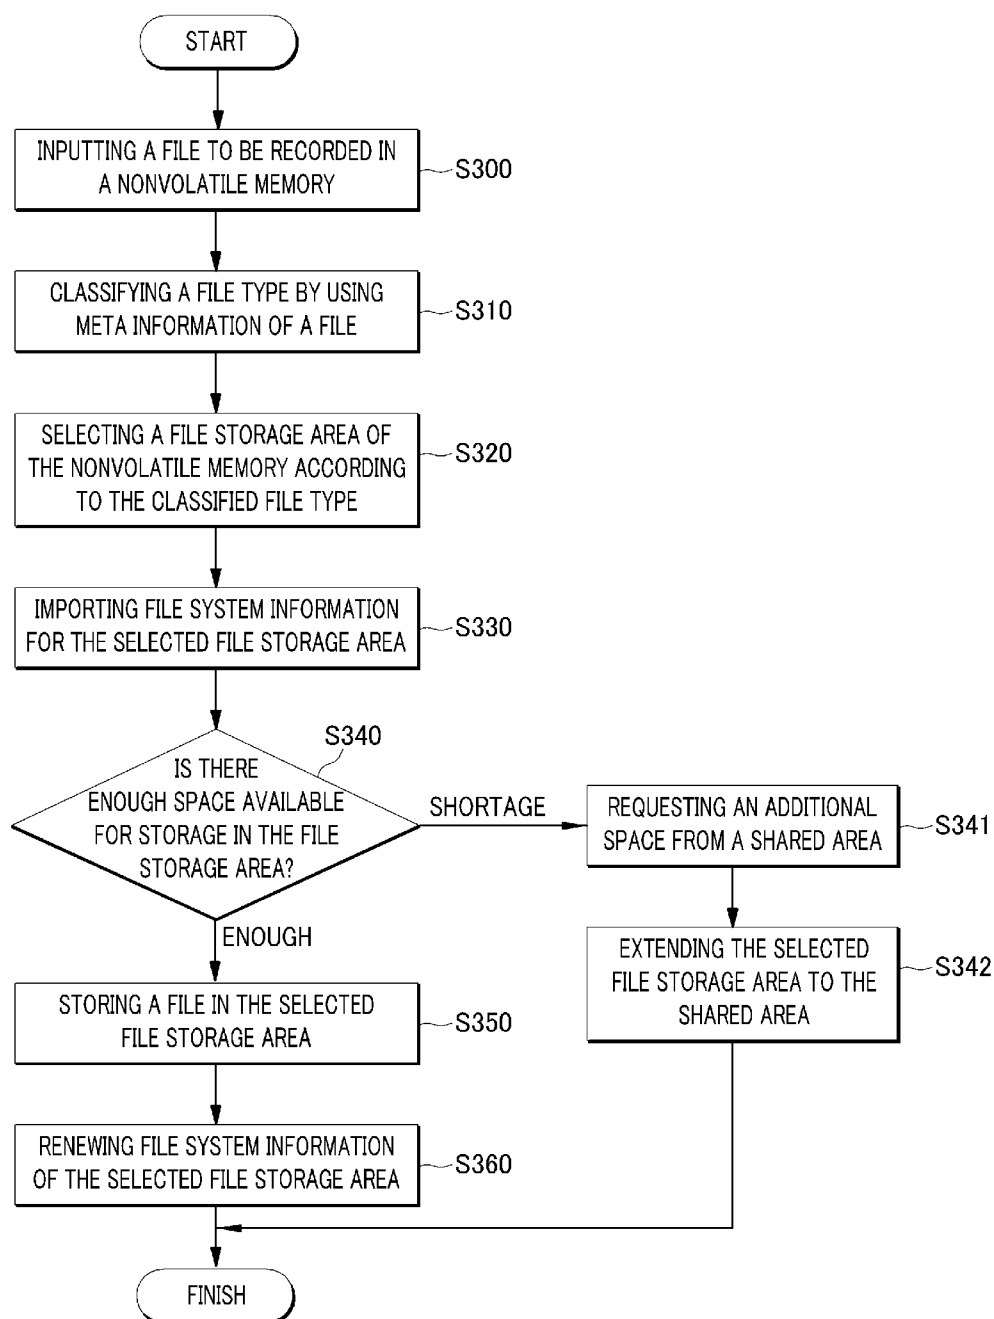 START
INPUTTING A FILE TO BE RECORDED IN
A NONVOLATILE MEMORY
S300
CLASSIFYING A FILE TYPE BY USING
META INFORMATION OF A FILE
S310
SELECTING A FILE STORAGE AREA OF
THE NONVOLATILE MEMORY ACCORDING
TO THE CLASSIFIED FILE TYPE
S320
IMPORTING FILE SYSTEM INFORMATION
FOR THE SELECTED FILE STORAGE AREA
S330
S340
IS THERE
ENOUGH SPACE AVAILABLE
FOR STORAGE IN THE FILE
STORAGE AREA?
SHORTAGE
REQUESTING AN ADDITIONAL
SPACE FROM A SHARED AREA
S341
EXTENDING THE SELECTED
FILE STORAGE AREA TO THE
SHARED AREA
S342
ENOUGH
STORING A FILE IN THE SELECTED
FILE STORAGE AREA
S350
RENEWING FILE SYSTEM INFORMATION
OF THE SELECTED FILE STORAGE AREA
S360
FINISH